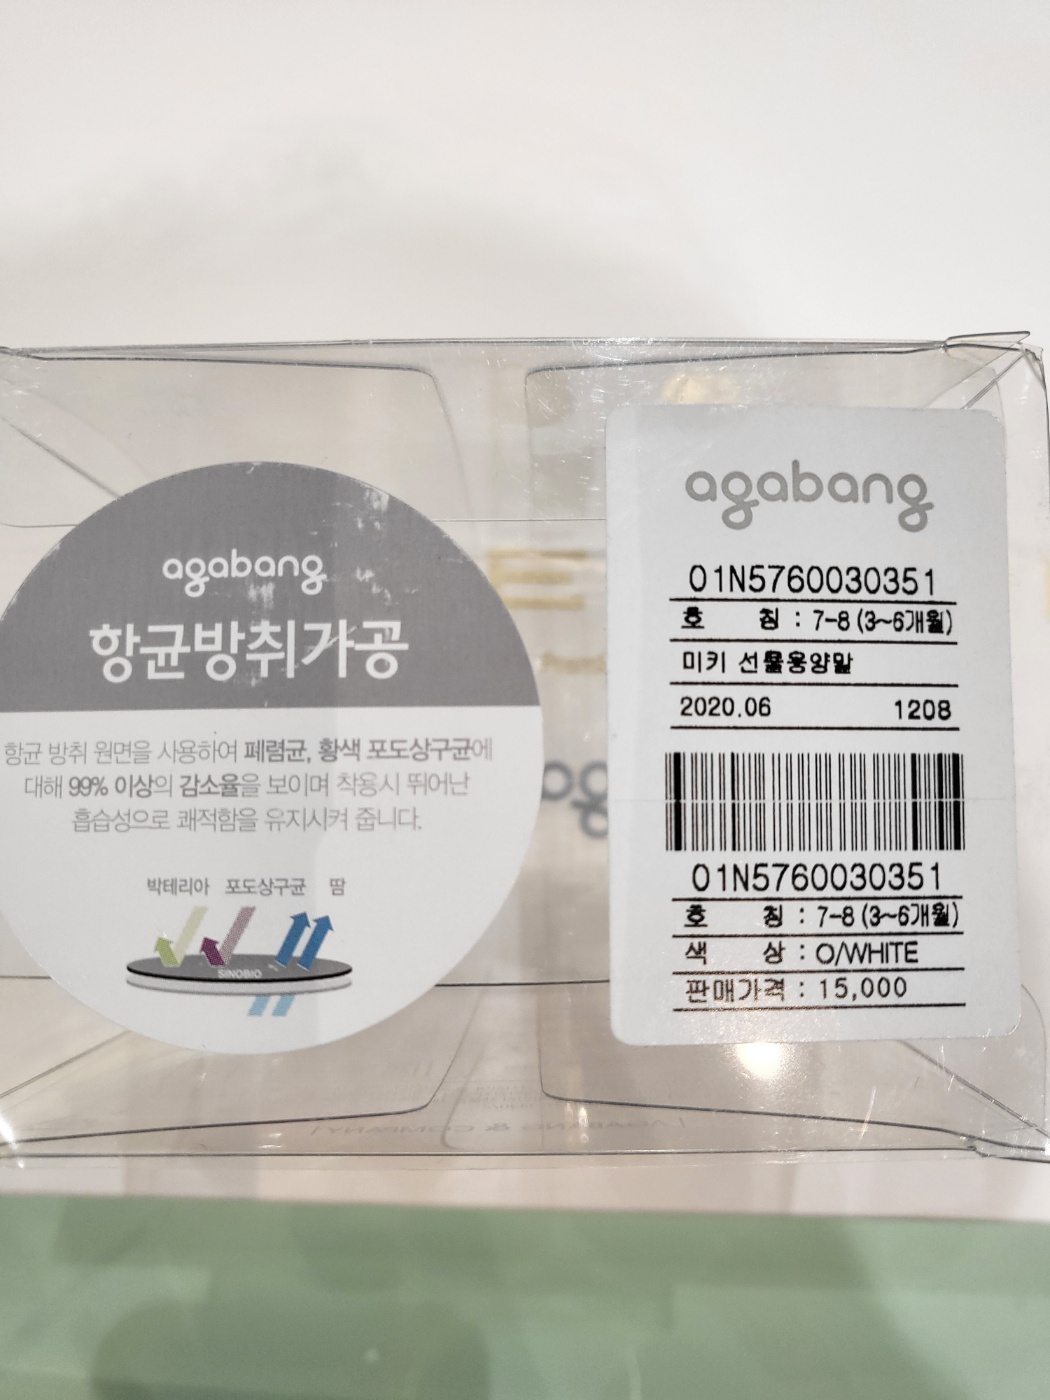 agabang
항균방취가공
항균 방취 원면을 사용하여 폐렴균, 황색 포도상구균에
대해 99% 이상의 감소율을 보이며 착용시 뛰어난
흡습성으로 쾌적함을 유지시켜 줍니다.
박테리아 포도상구균 땀
SINOBIO
agabang
01N5760030351
호 칭 : 7-8 (3~6개월)
미키 선물용양말
2020.06 1208
01N5760030351
호 칭 : 7-8 (3~6개월)
색 상 : O/WHITE
판매가격 : 15,000